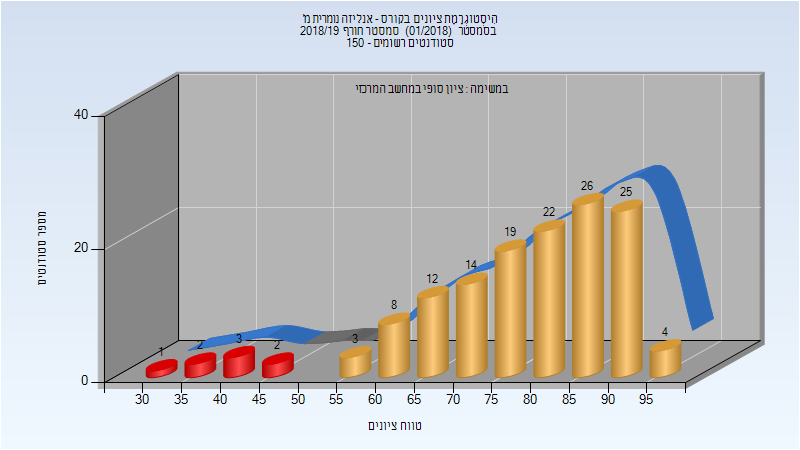 היסטוגרמת ציונים בקורס - אנליזה נומרית מ'
בסמסטר (01/2018) סמסטר חורף 2018/19
סטודנטים רשומים - 150
במשימה : ציון סופי במחשב המרכזי
מספר סטודנטים
40
20
0
1 2 3 2 3 8 12 14 19 22 26 25 4
30 35 40 45 50 55 60 65 70 75 80 85 90 95
טווח ציונים